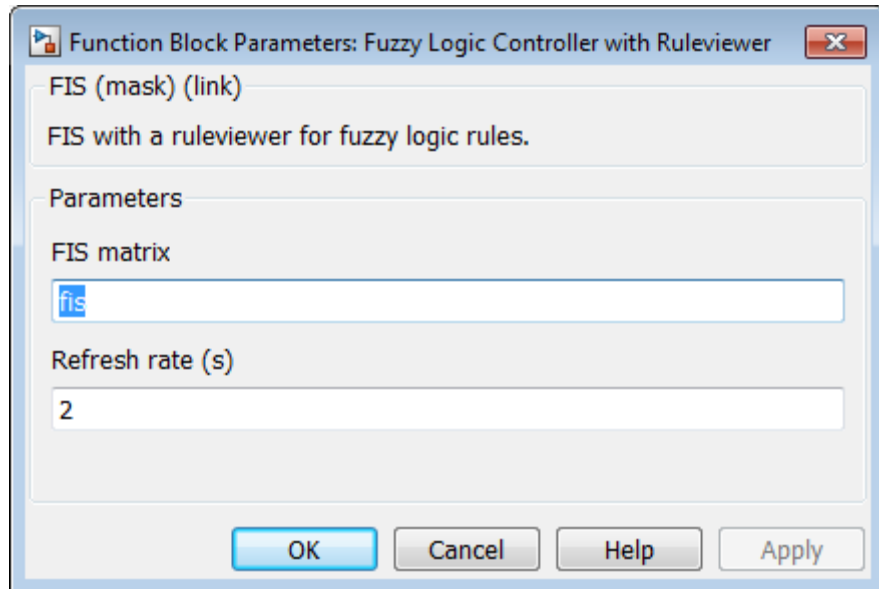 Function Block Parameters: Fuzzy Logic Controller with Ruleviewer
FIS (mask) (link)
FIS with a ruleviewer for fuzzy logic rules.
Parameters
FIS matrix
fis
Refresh rate (s)
2
OK Cancel Help Apply